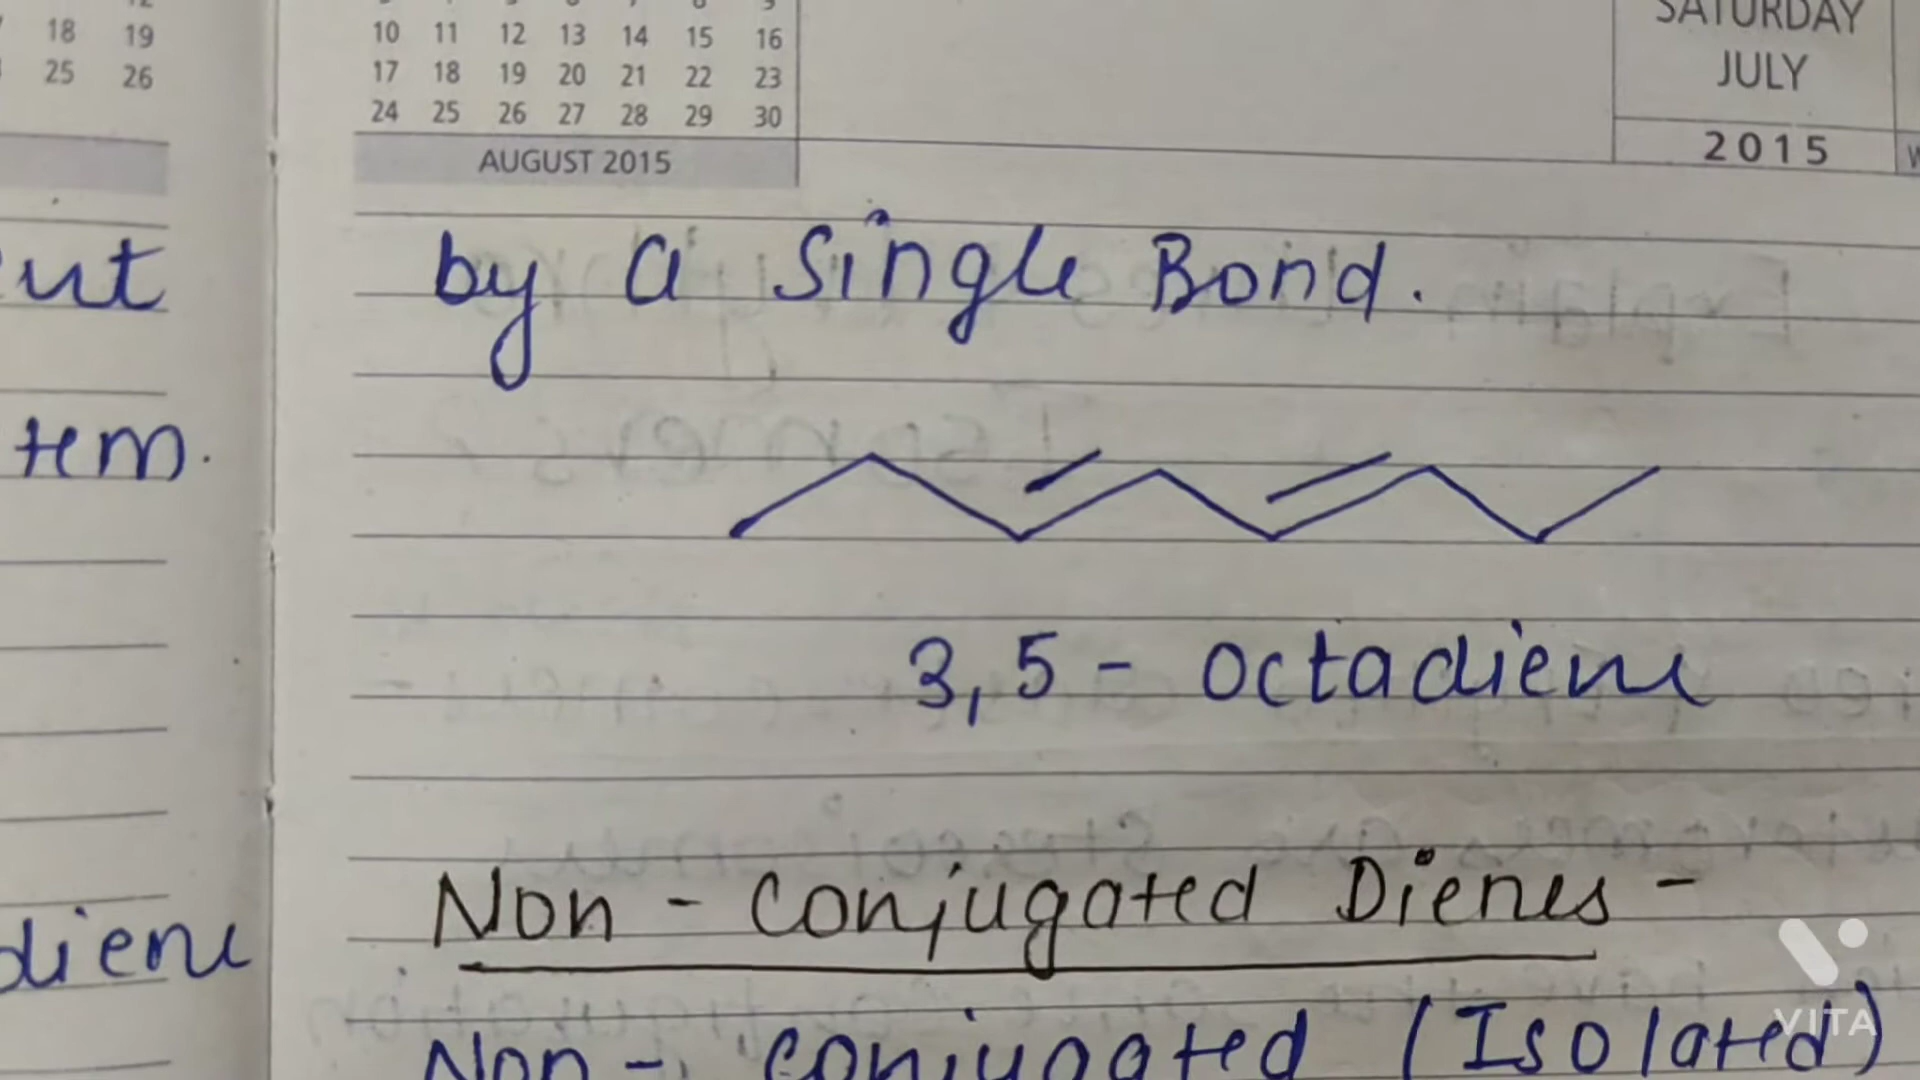 18 19
25 26
10 11 12 13 14 15 16
17 18 19 20 21 22 23
24 25 26 27 28 29 30
AUGUST 2015
SATURDAY
JULY
2015
by a Single Bond.
tem.
3,5 - octadiene
Non - Conjugated Dienes -
diene
Non - conjugated (Isolated)
VITA